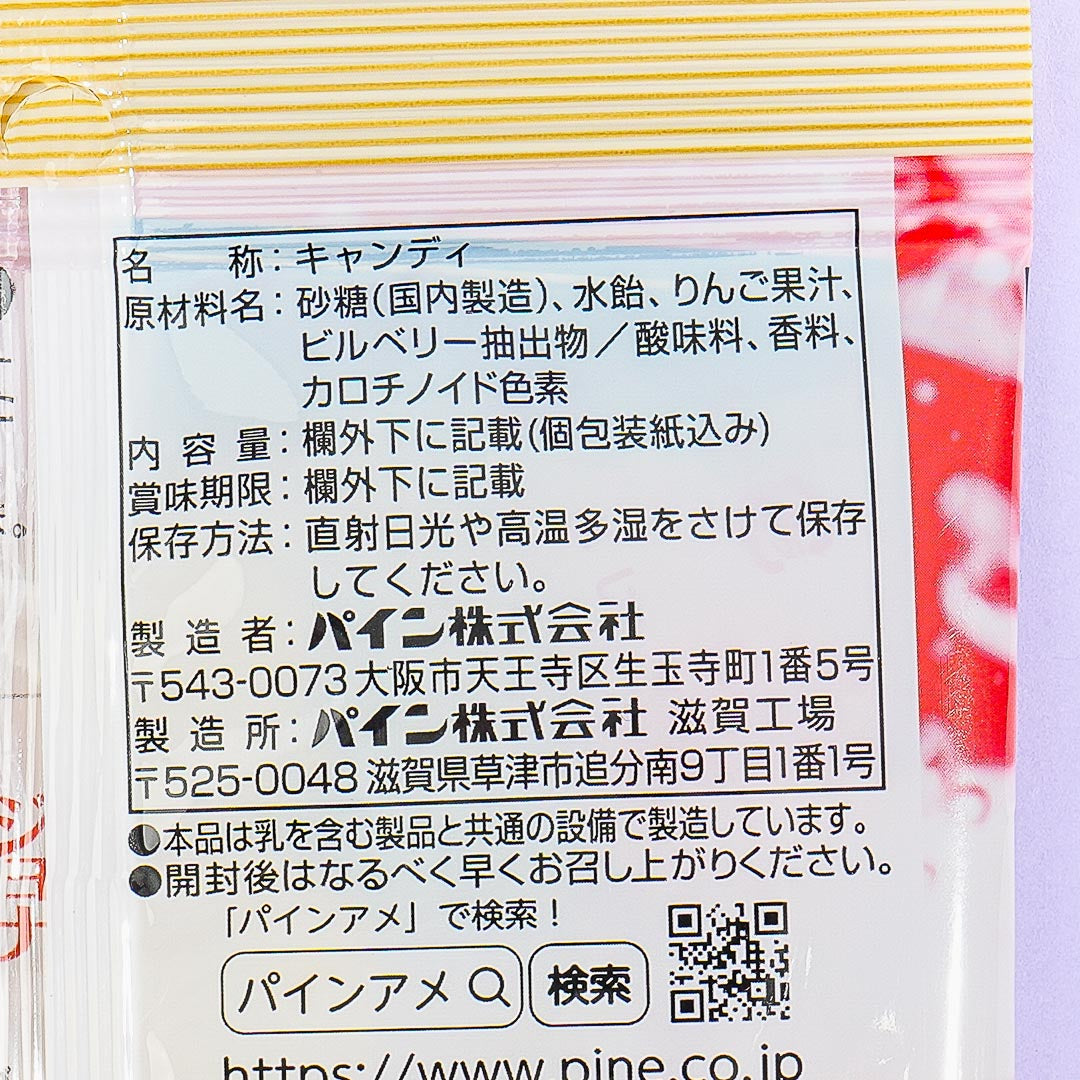 名　称：キャンディ
原材料名：砂糖(国内製造)、水飴、りんご果汁、
ビルベリー抽出物／酸味料、香料、
カロチノイド色素
内容量：欄外下に記載(個包装紙込み)
賞味期限：欄外下に記載
保存方法：直射日光や高温多湿をさけて保存
してください。
製造者：パイン株式会社
〒543-0073 大阪市天王寺区生玉寺町1番5号
製造所：パイン株式会社 滋賀工場
〒525-0048 滋賀県草津市追分南9丁目1番1号
●本品は乳を含む製品と共通の設備で製造しています。
●開封後はなるべく早くお召し上がりください。
「パインアメ」で検索！
パインアメ 検索
https://www.pine.co.jp